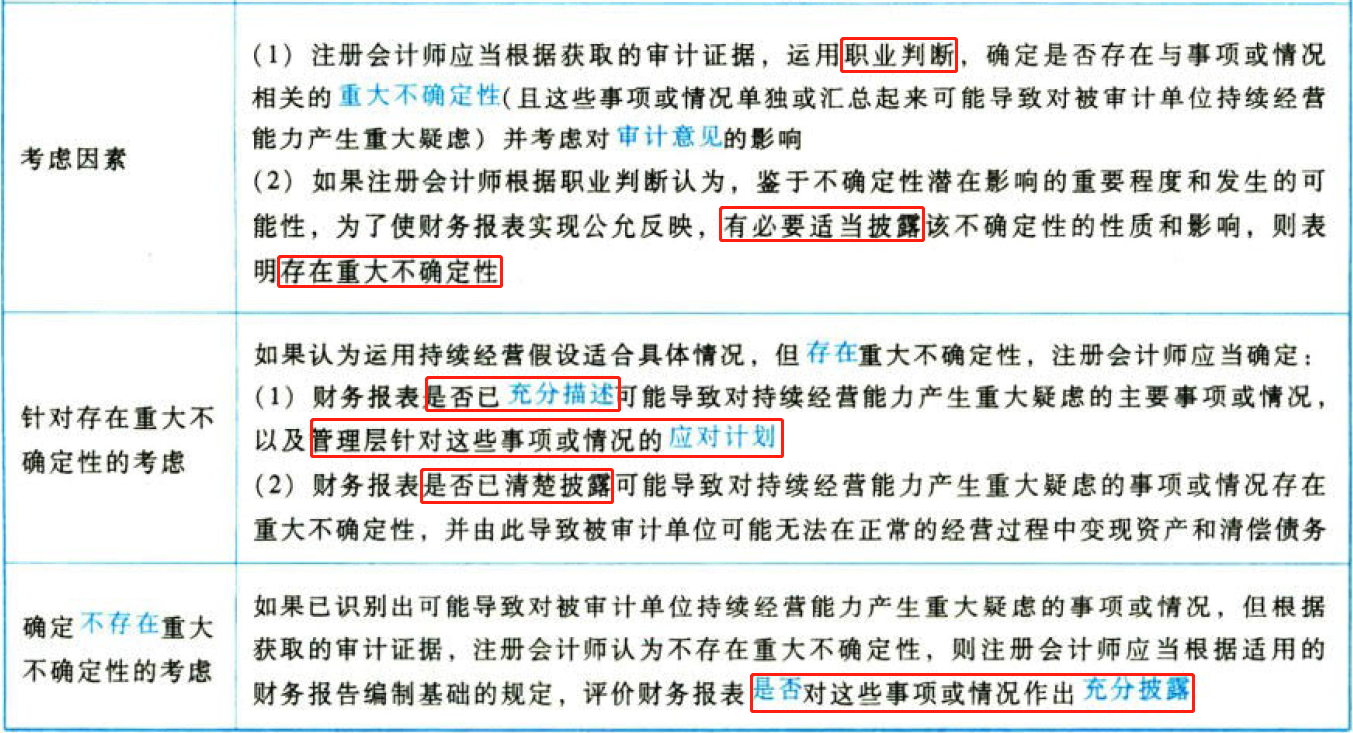 考虑因素
（1）注册会计师应当根据获取的审计证据，运用职业判断，确定是否存在与事项或情况
相关的重大不确定性（且这些事项或情况单独或汇总起来可能导致对被审计单位持续经营
能力产生重大疑虑）并考虑对审计意见的影响
（2）如果注册会计师根据职业判断认为，鉴于不确定性潜在影响的重要程度和发生的可
能性，为了使财务报表实现公允反映，有必要适当披露该不确定性的性质和影响，则表
明存在重大不确定性
针对存在重大不
确定性的考虑
如果认为运用持续经营假设适合具体情况，但存在重大不确定性，注册会计师应当确定：
（1）财务报表是否已充分描述可能导致对持续经营能力产生重大疑虑的主要事项或情况，
以及管理层针对这些事项或情况的应对计划
（2）财务报表是否已清楚披露可能导致对持续经营能力产生重大疑虑的事项或情况存在
重大不确定性，并由此导致被审计单位可能无法在正常的经营过程中变现资产和清偿债务
确定不存在重大
不确定性的考虑
如果已识别出可能导致对被审计单位持续经营能力产生重大疑虑的事项或情况，但根据
获取的审计证据，注册会计师认为不存在重大不确定性，则注册会计师应当根据适用的
财务报告编制基础的规定，评价财务报表是否对这些事项或情况作出充分披露